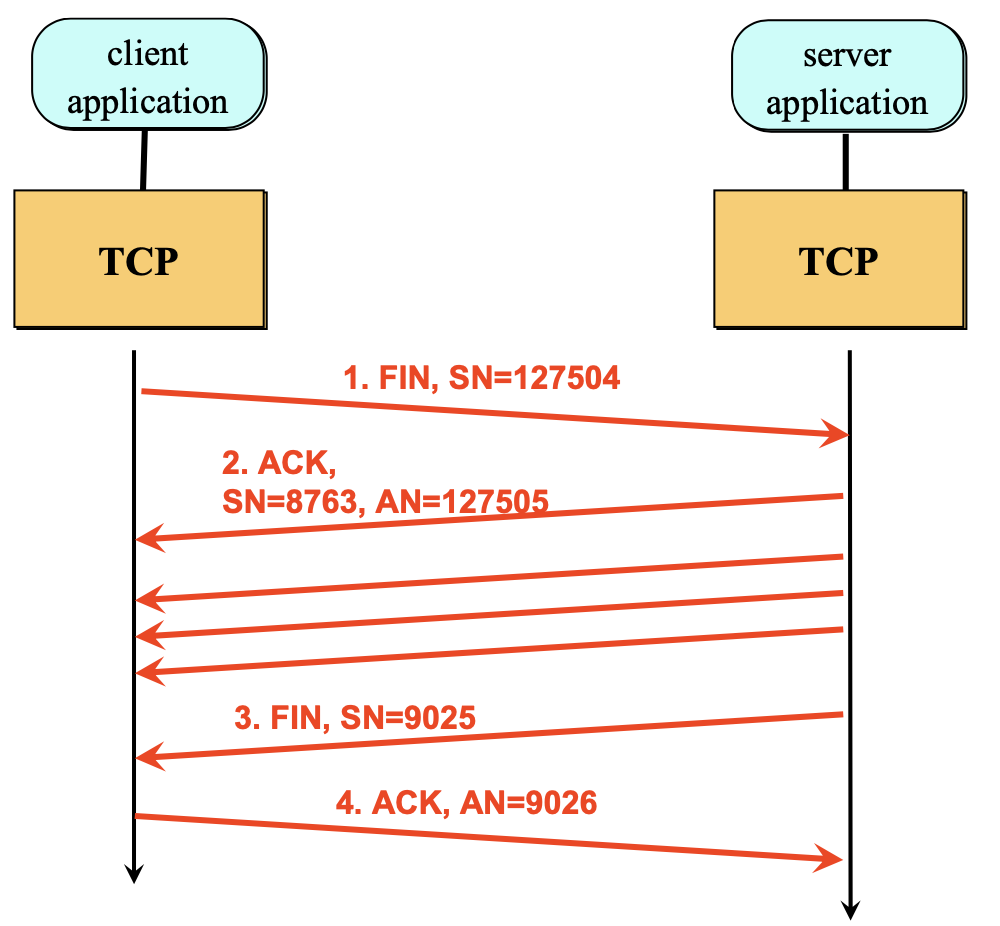 client
application
server
application
TCP
TCP
1. FIN, SN=127504
2. ACK,
SN=8763, AN=127505
3. FIN, SN=9025
4. ACK, AN=9026